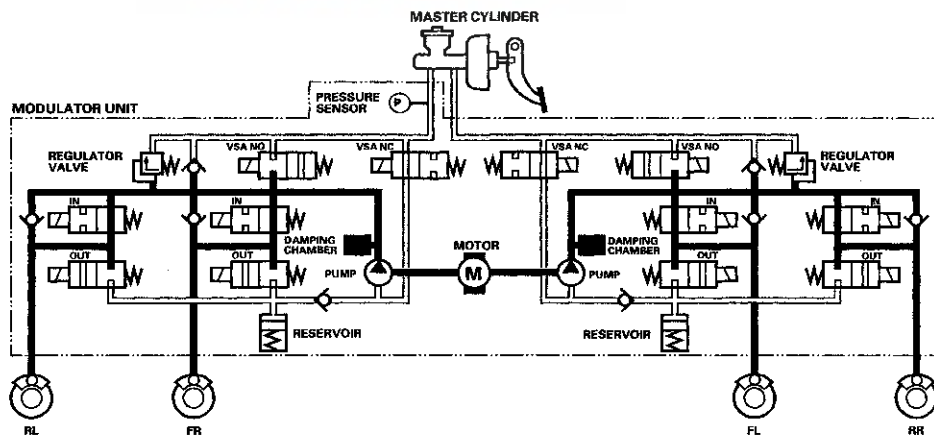 MASTER CYLINDER
PRESSURE
SENSOR
P
MODULATOR UNIT
REGULATOR
VALVE
VSA NO
VSA NC
VSA NC
VSA NO
REGULATOR
VALVE
IN
IN
IN
IN
DAMPING
CHAMBER
MOTOR
M
DAMPING
CHAMBER
OUT
OUT
PUMP
PUMP
OUT
OUT
RESERVOIR
RESERVOIR
RL
FR
FL
RR